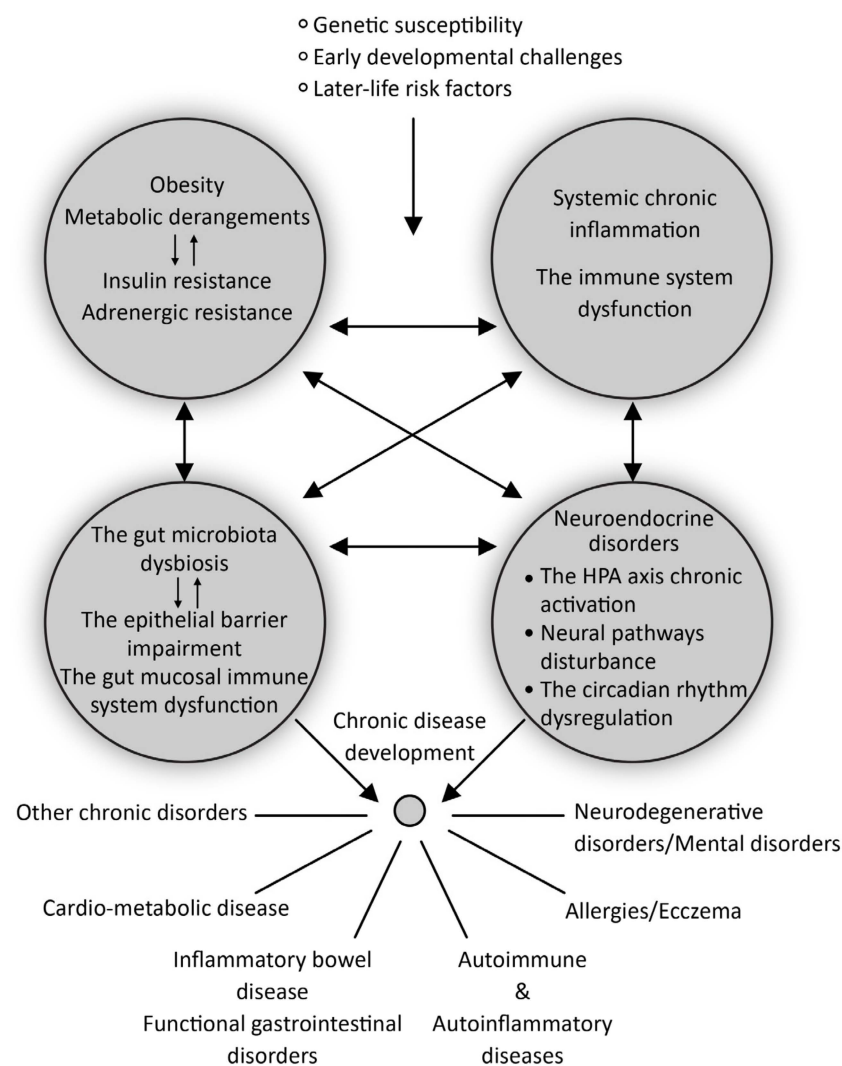 Genetic susceptibility
Early developmental challenges
Later-life risk factors
Obesity
Metabolic derangements
Insulin resistance
Adrenergic resistance
Systemic chronic
inflammation
The immune system
dysfunction
The gut microbiota
dysbiosis
The epithelial barrier
impairment
The gut mucosal immune
system dysfunction
Neuroendocrine
disorders
• The HPA axis chronic
activation
• Neural pathways
disturbance
• The circadian rhythm
dysregulation
Chronic disease
development
Other chronic disorders
Neurodegenerative
disorders/Mental disorders
Cardio-metabolic disease
Allergies/Ecczema
Inflammatory bowel
disease
Functional gastrointestinal
disorders
Autoimmune
&
Autoinflammatory
diseases